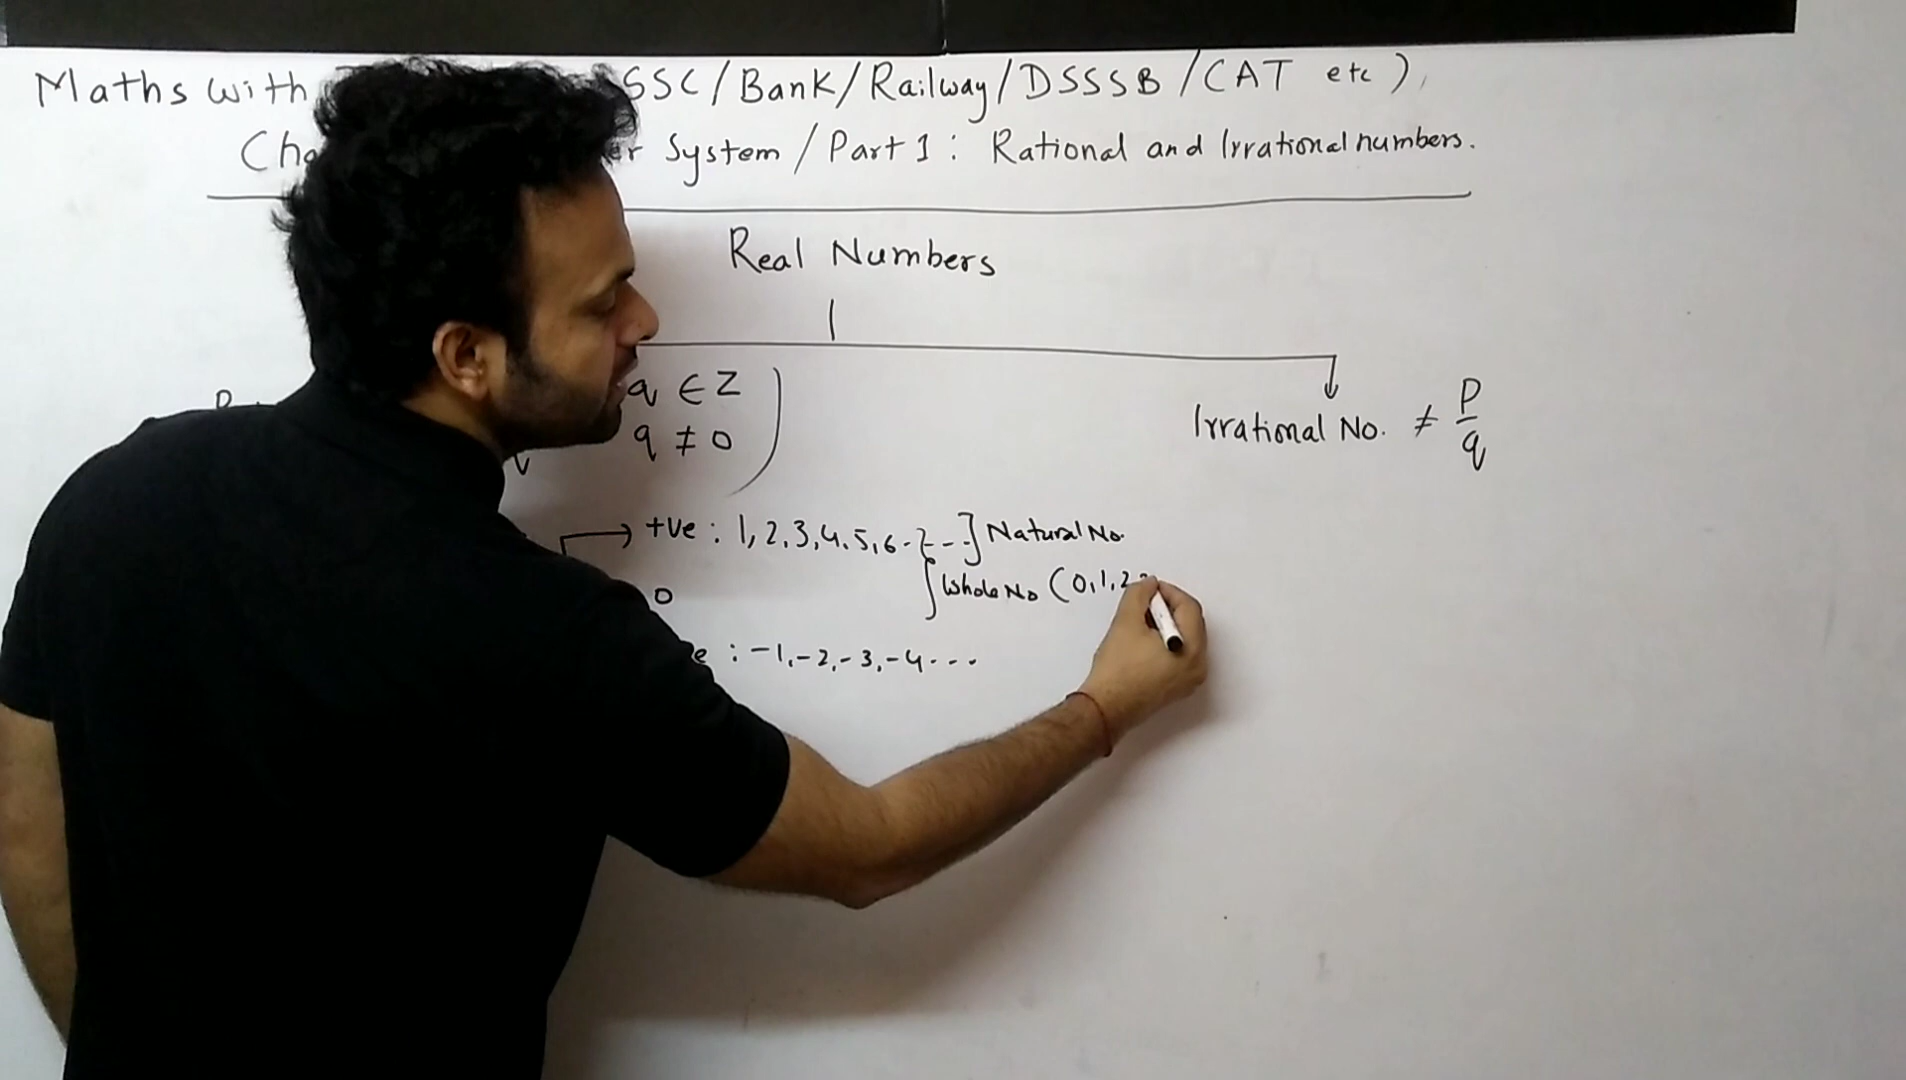 Maths with SSC/Bank/Railway/DSSSB/CAT etc)
System/Part 1: Rational and Irrational numbers.
Real Numbers
q ∈ Z
q ≠ 0
Irrational No. ≠ p/q
+ve: 1,2,3,4,5,6----] Natural No.
0
Whole No (0,1,2
: -1,-2,-3,-4...